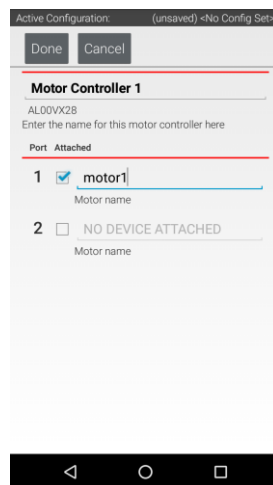 Active Configuration: (unsaved) <No Config Set>
Done Cancel
Motor Controller 1
AL00VX28
Enter the name for this motor controller here
Port Attached
1 motor1
Motor name
2 NO DEVICE ATTACHED
Motor name